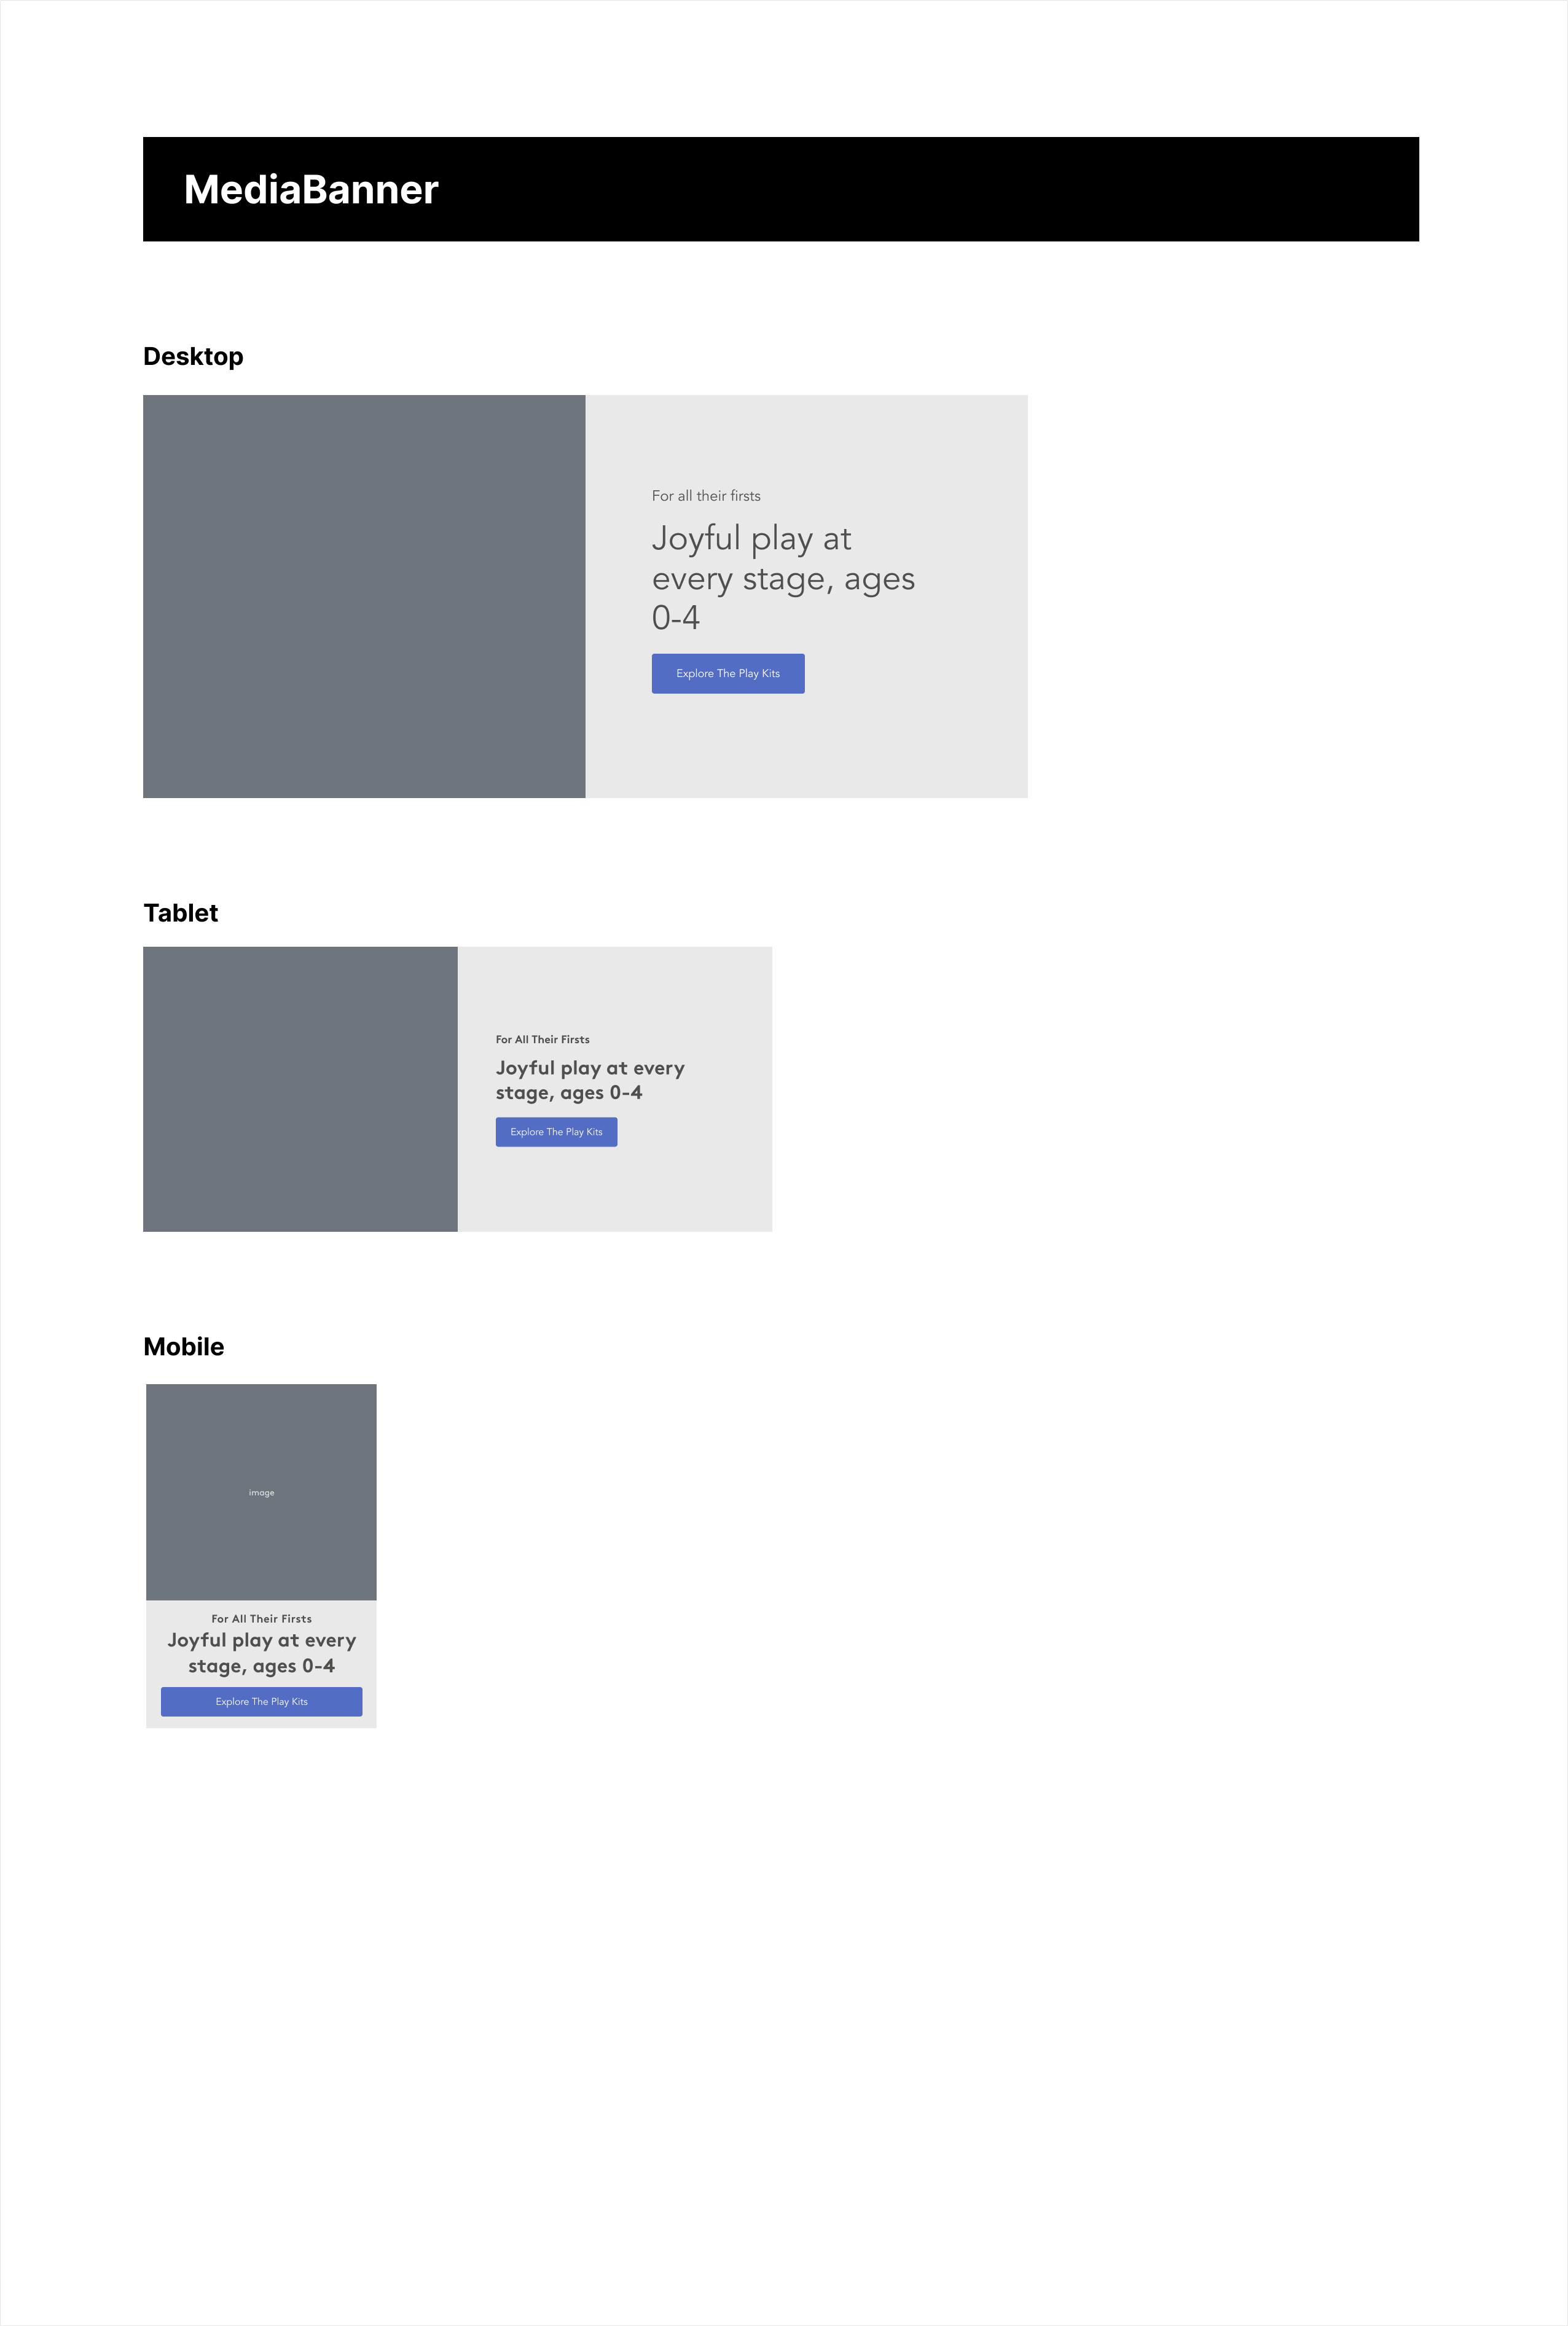 MediaBanner
Desktop
For all their firsts
Joyful play at
every stage, ages
0-4
Explore The Play Kits
Tablet
For All Their Firsts
Joyful play at every
stage, ages 0-4
Explore The Play Kits
Mobile
image
For All Their Firsts
Joyful play at every
stage, ages 0-4
Explore The Play Kits